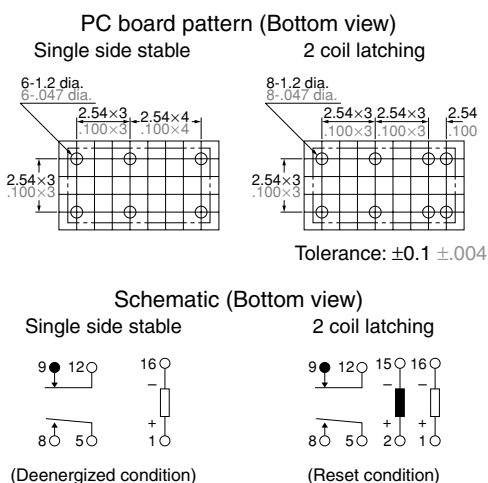 PC board pattern (Bottom view)
Single side stable
2 coil latching
6-1.2 dia.
6-.047 dia.
2.54×3 2.54×4
.100×3 .100×4
2.54×3
.100×3
8-1.2 dia.
8-.047 dia.
2.54×3 2.54×3 2.54
.100×3 .100×3 .100
2.54×3
.100×3
Tolerance: ±0.1 ±.004
Schematic (Bottom view)
Single side stable
2 coil latching
9 12 16
−
+
8 5 1
(Deenergized condition)
9 12 15 16
− −
+ +
8 5 2 1
(Reset condition)